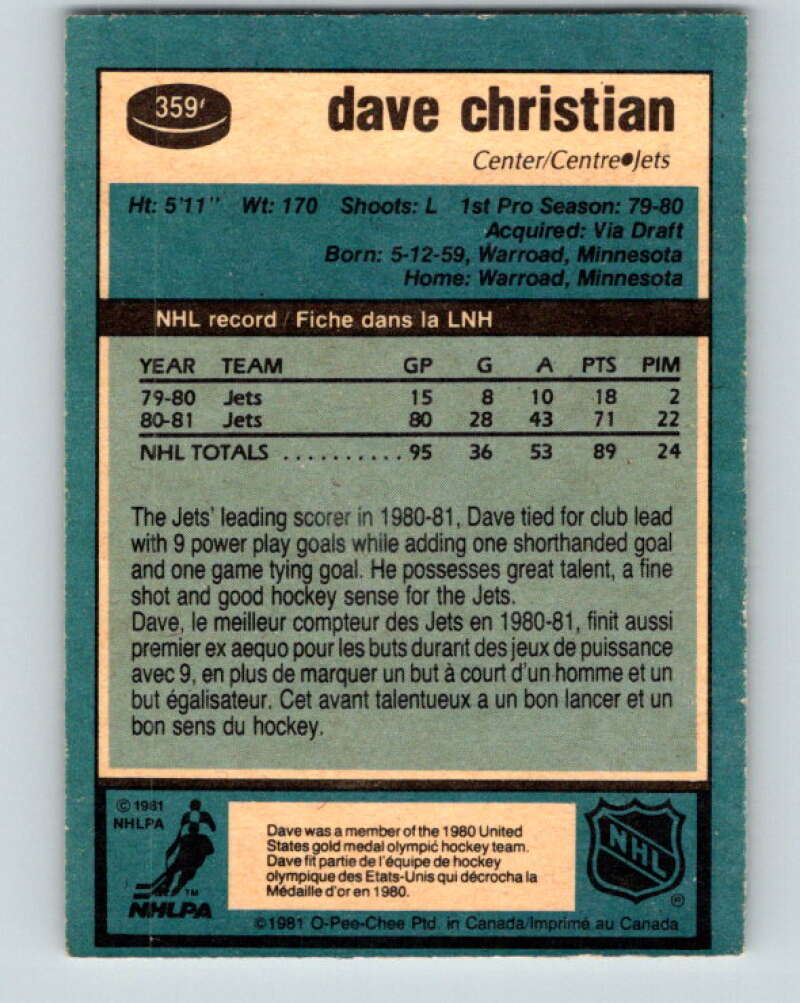 359
dave christian
Center/Centre•Jets
Ht: 5'11" Wt: 170 Shoots: L 1st Pro Season: 79-80
Acquired: Via Draft
Born: 5-12-59, Warroad, Minnesota
Home: Warroad, Minnesota
NHL record / Fiche dans la LNH
YEAR TEAM GP G A PTS PIM
79-80 Jets 15 8 10 18 2
80-81 Jets 80 28 43 71 22
NHL TOTALS .......... 95 36 53 89 24
The Jets' leading scorer in 1980-81, Dave tied for club lead
with 9 power play goals while adding one shorthanded goal
and one game tying goal. He possesses great talent, a fine
shot and good hockey sense for the Jets.
Dave, le meilleur compteur des Jets en 1980-81, finit aussi
premier ex aequo pour les buts durant des jeux de puissance
avec 9, en plus de marquer un but à court d'un homme et un
but égalisateur. Cet avant talentueux a un bon lancer et un
bon sens du hockey.
© 1981
NHLPA
TM
NHLPA
Dave was a member of the 1980 United
States gold medal olympic hockey team.
Dave fit partie de l'équipe de hockey
olympique des Etats-Unis qui décrocha la
Médaille d'or en 1980.
NHL
®
©1981 O-Pee-Chee Ptd. in Canada/Imprimé au Canada